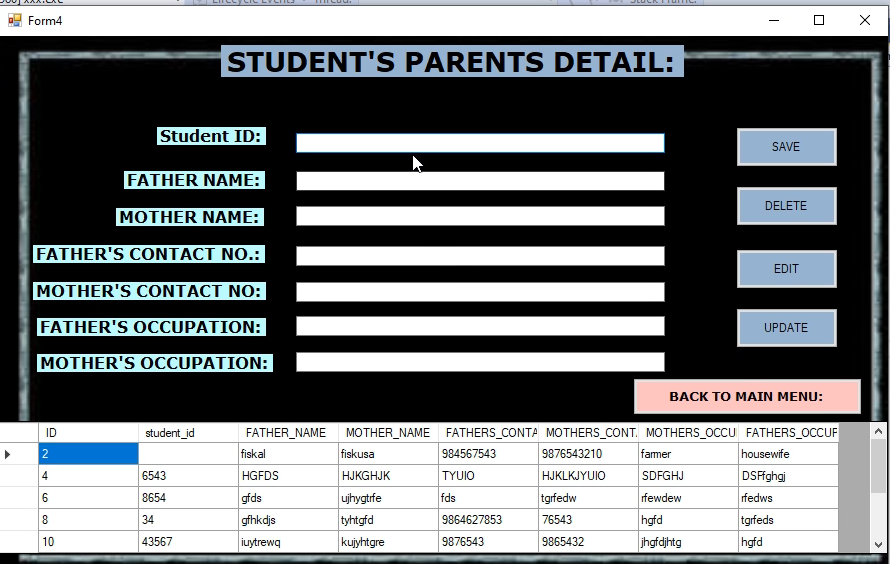 Form4
STUDENT'S PARENTS DETAIL:
Student ID:
SAVE
FATHER NAME:
MOTHER NAME:
DELETE
FATHER'S CONTACT NO.:
EDIT
MOTHER'S CONTACT NO:
FATHER'S OCCUPATION:
UPDATE
MOTHER'S OCCUPATION:
BACK TO MAIN MENU:
ID student_id FATHER_NAME MOTHER_NAME FATHERS_CONTA MOTHERS_CONT. MOTHERS_OCCU FATHERS_OCCUP
2 fiskal fiskusa 984567543 9876543210 farmer housewife
4 6543 HGFDS HJKGHJK TYUIO HJKLKJYUIO SDFGHJ DSFfghgj
6 8654 gfds ujhygtrfe fds tgrfedw rfewdew rfedws
8 34 gfhkdjs tyhtgfd 9864627853 76543 hgfd tgrfeds
10 43567 iuytrewq kujyhtgre 9876543 9865432 jhgfdjhtg hgfd